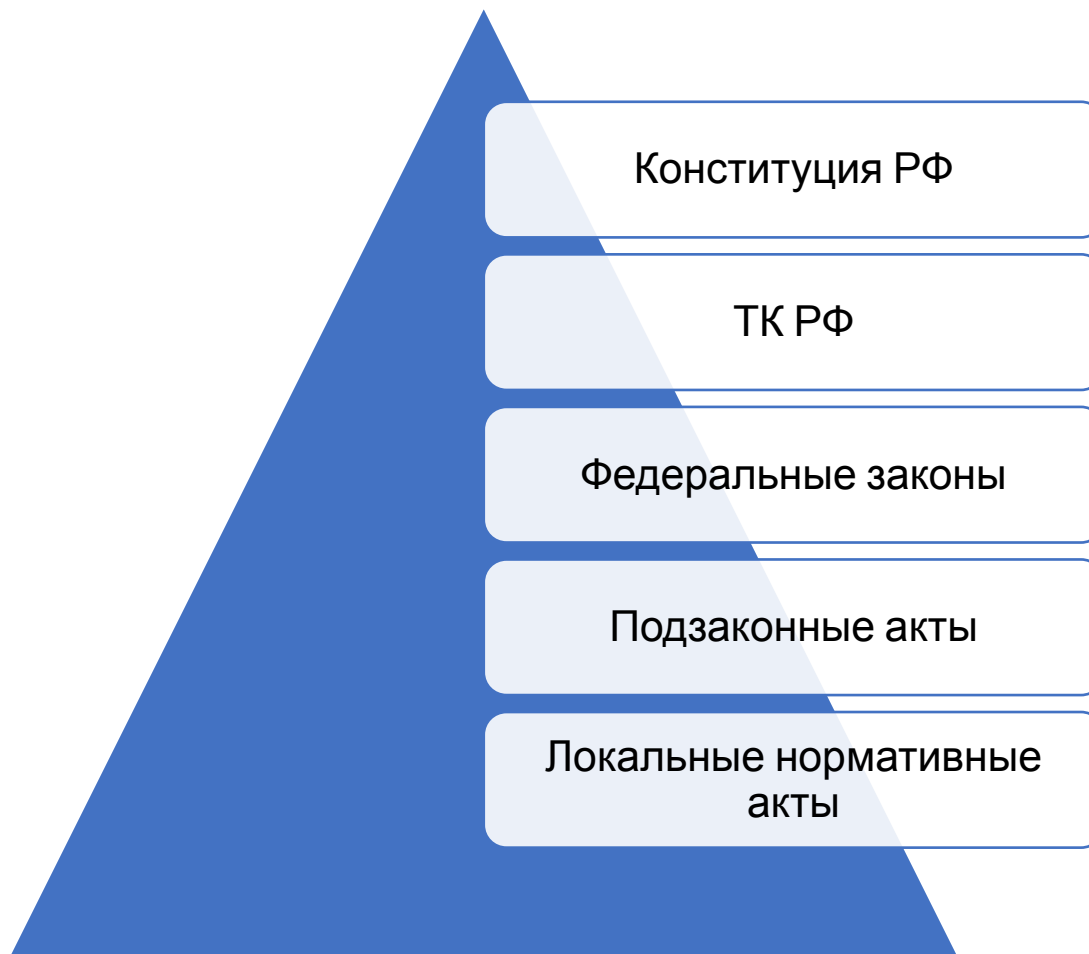 Конституция РФ
ТК РФ
Федеральные законы
Подзаконные акты
Локальные нормативные
акты